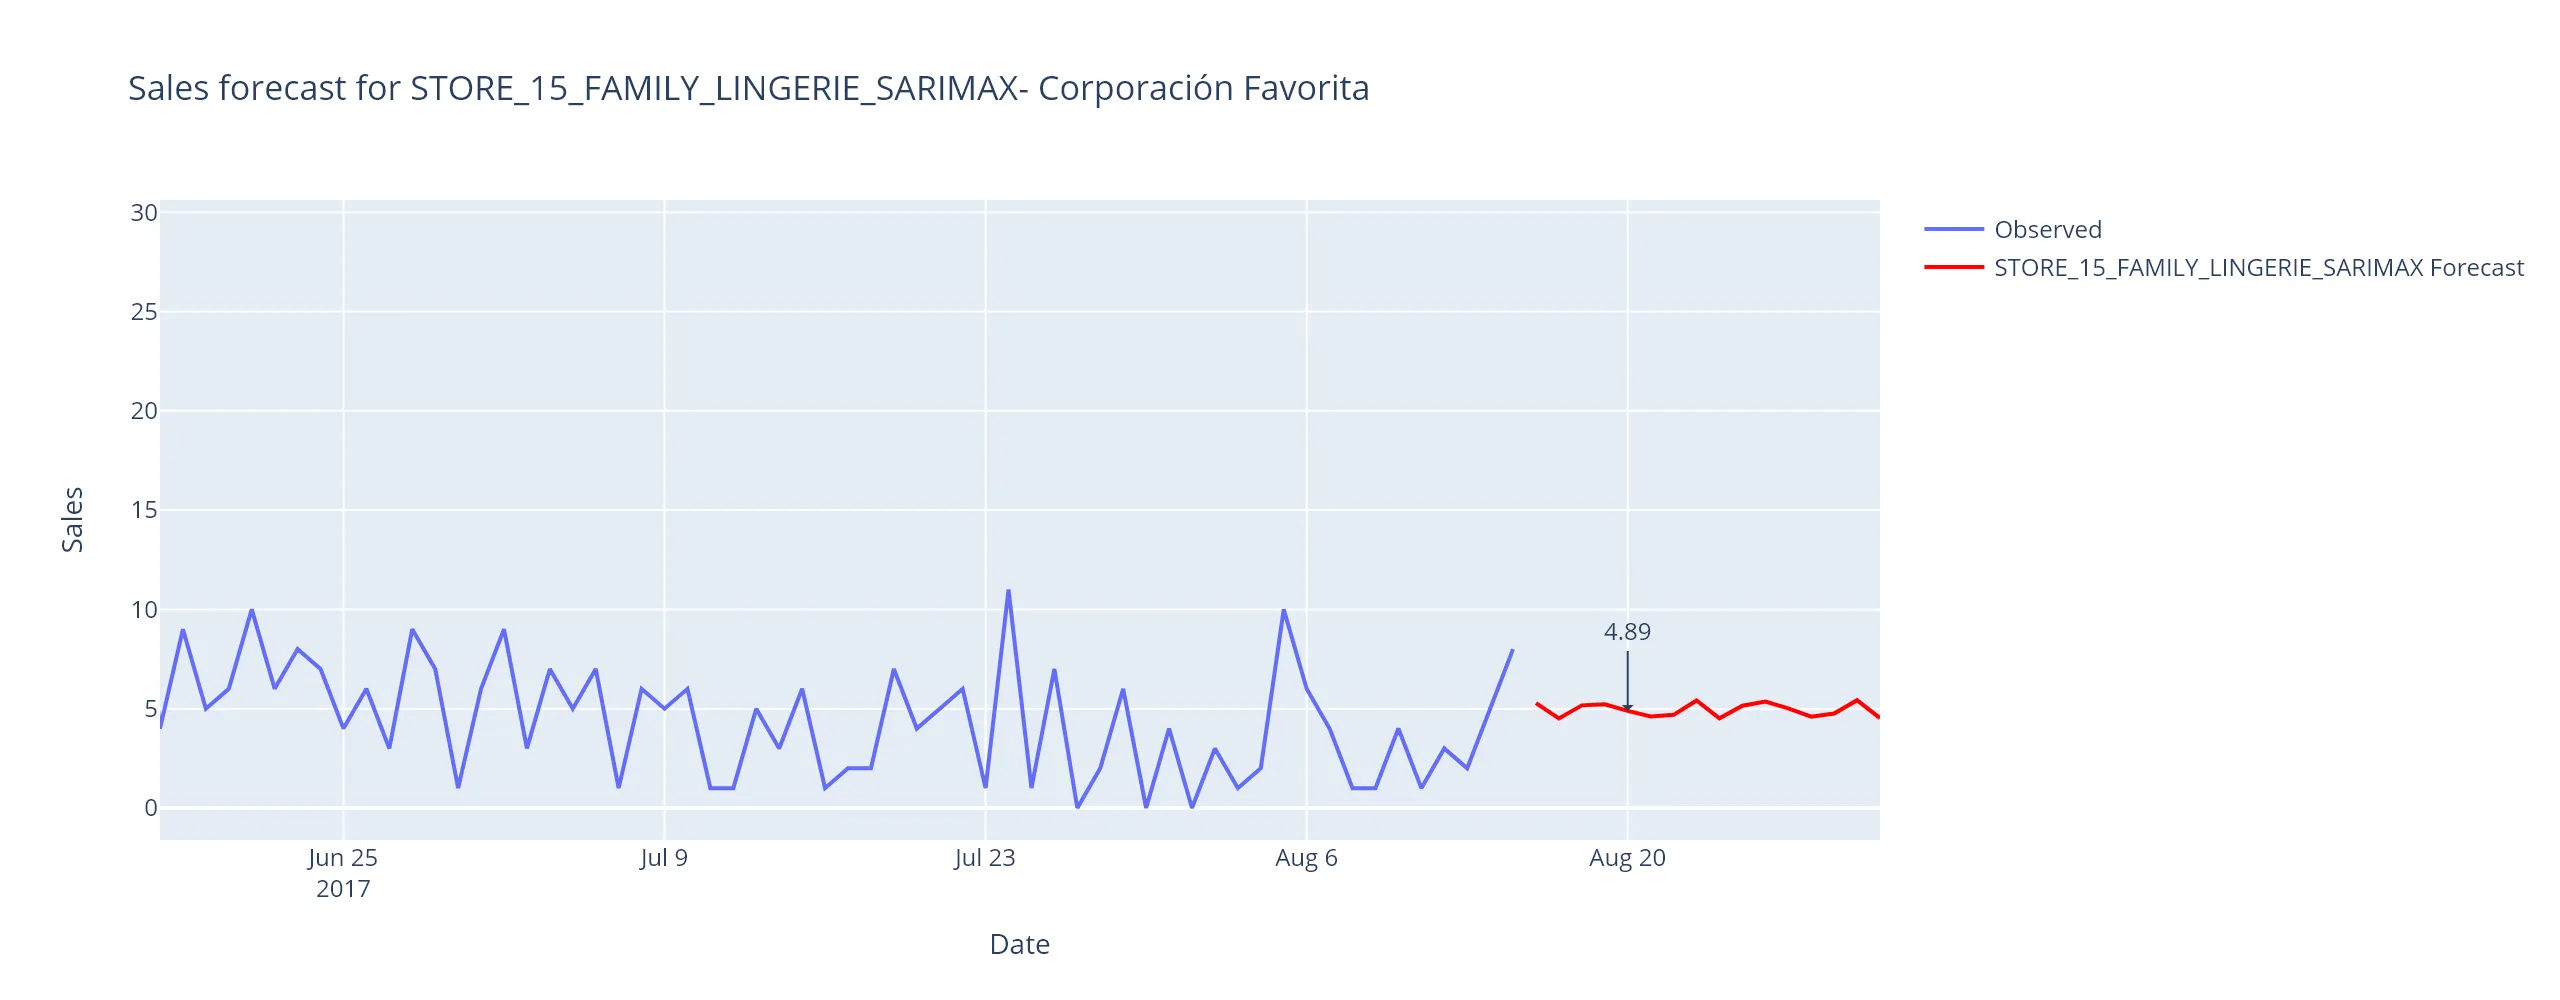 Sales forecast for STORE_15_FAMILY_LINGERIE_SARIMAX- Corporación Favorita
Observed
STORE_15_FAMILY_LINGERIE_SARIMAX Forecast
30
25
20
15
10
5
0
Sales
4.89
Jun 25
2017
Jul 9
Jul 23
Aug 6
Aug 20
Date